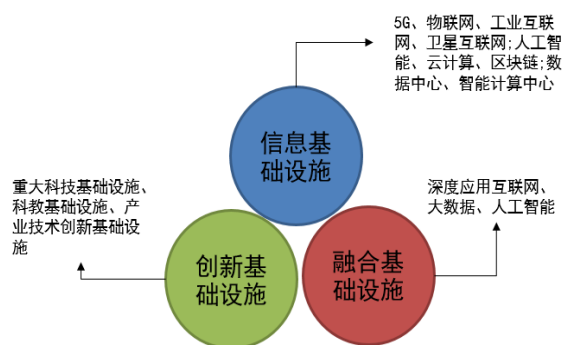 5G、物联网、工业互联
网、卫星互联网;人工智
能、云计算、区块链;数
据中心、智能计算中心
信息基
础设施
重大科技基础设施、
科教基础设施、产
业技术创新基础设
施
深度应用互联网、
大数据、人工智能
创新基
础设施
融合基
础设施